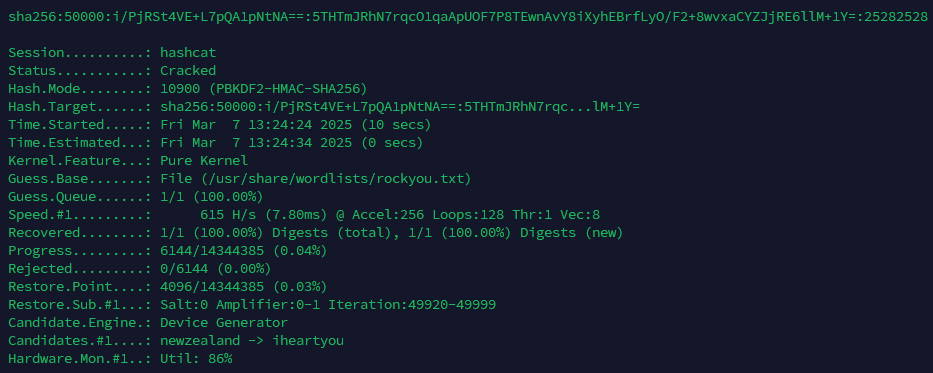 sha256:50000:i/PjRSt4VE+L7pQA1pNtNA==:5THTmJRhN7rqcO1qaApUOF7P8TEwnAvY8iXyhEBrfLyO/F2+8wvxaCYZJjRE6llM+1Y=:25282528
Session..........: hashcat
Status...........: Cracked
Hash.Mode........: 10900 (PBKDF2-HMAC-SHA256)
Hash.Target......: sha256:50000:i/PjRSt4VE+L7pQA1pNtNA==:5THTmJRhN7rqc...lM+1Y=
Time.Started.....: Fri Mar  7 13:24:24 2025 (10 secs)
Time.Estimated...: Fri Mar  7 13:24:34 2025 (0 secs)
Kernel.Feature...: Pure Kernel
Guess.Base.......: File (/usr/share/wordlists/rockyou.txt)
Guess.Queue......: 1/1 (100.00%)
Speed.#1.........:      615 H/s (7.80ms) @ Accel:256 Loops:128 Thr:1 Vec:8
Recovered........: 1/1 (100.00%) Digests (total), 1/1 (100.00%) Digests (new)
Progress.........: 6144/14344385 (0.04%)
Rejected.........: 0/6144 (0.00%)
Restore.Point....: 4096/14344385 (0.03%)
Restore.Sub.#1...: Salt:0 Amplifier:0-1 Iteration:49920-49999
Candidate.Engine.: Device Generator
Candidates.#1....: newzealand -> iheartyou
Hardware.Mon.#1..: Util: 86%